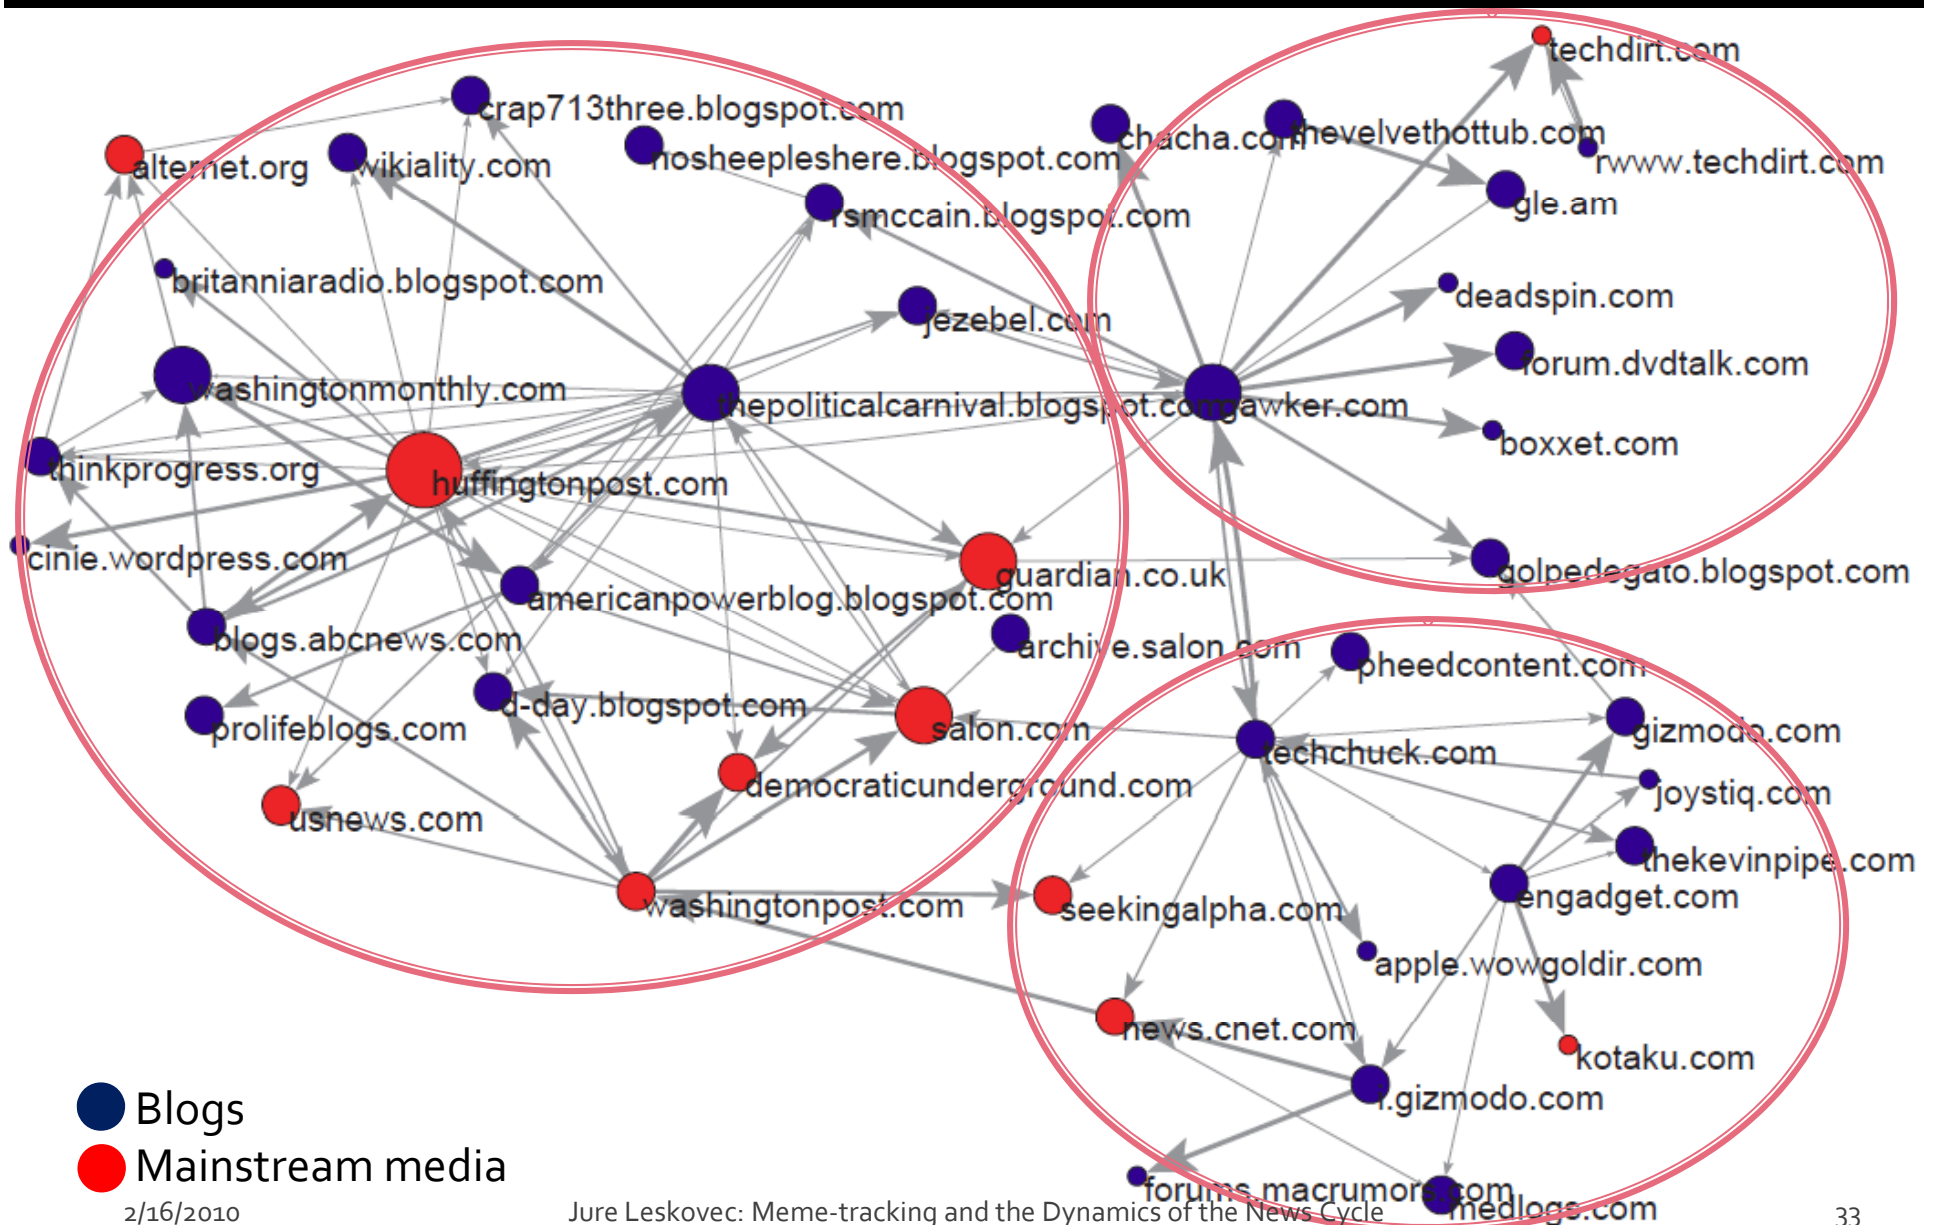 techdirt.com
crap713three.blogspot.com
chacha.com
thevelvethottub.com
alternet.org
wikiality.com
nosheepleshere.blogspot.com
rwww.techdirt.com
rsmccain.blogspot.com
gle.am
britanniaradio.blogspot.com
jezebel.com
deadspin.com
forum.dvdtalk.com
washingtonmonthly.com
thepoliticalcarnival.blogspot.com
gawker.com
boxxet.com
thinkprogress.org
huffingtonpost.com
cinie.wordpress.com
guardian.co.uk
golpedegato.blogspot.com
americanpowerblog.blogspot.com
blogs.abcnews.com
archive.salon.com
pheedcontent.com
d-day.blogspot.com
prolifeblogs.com
salon.com
techchuck.com
gizmodo.com
democraticunderground.com
joystiq.com
usnews.com
thekevinpipe.com
washingtonpost.com
seekingalpha.com
engadget.com
apple.wowgoldir.com
news.cnet.com
kotaku.com
i.gizmodo.com
Blogs
Mainstream media
forums.macrumors.com
medlogs.com
2/16/2010
Jure Leskovec: Meme-tracking and the Dynamics of the News Cycle
33